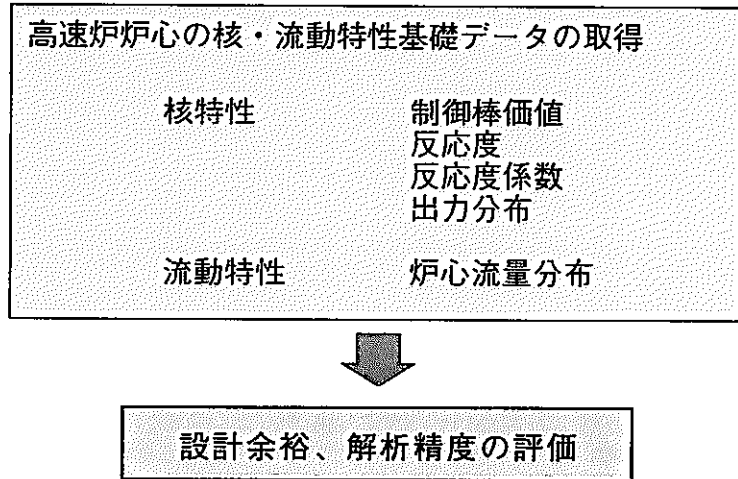 高速炉炉心の核・流動特性基礎データの取得
核特性 制御棒価値
反応度
反応度係数
出力分布
流動特性 炉心流量分布
設計余裕、解析精度の評価